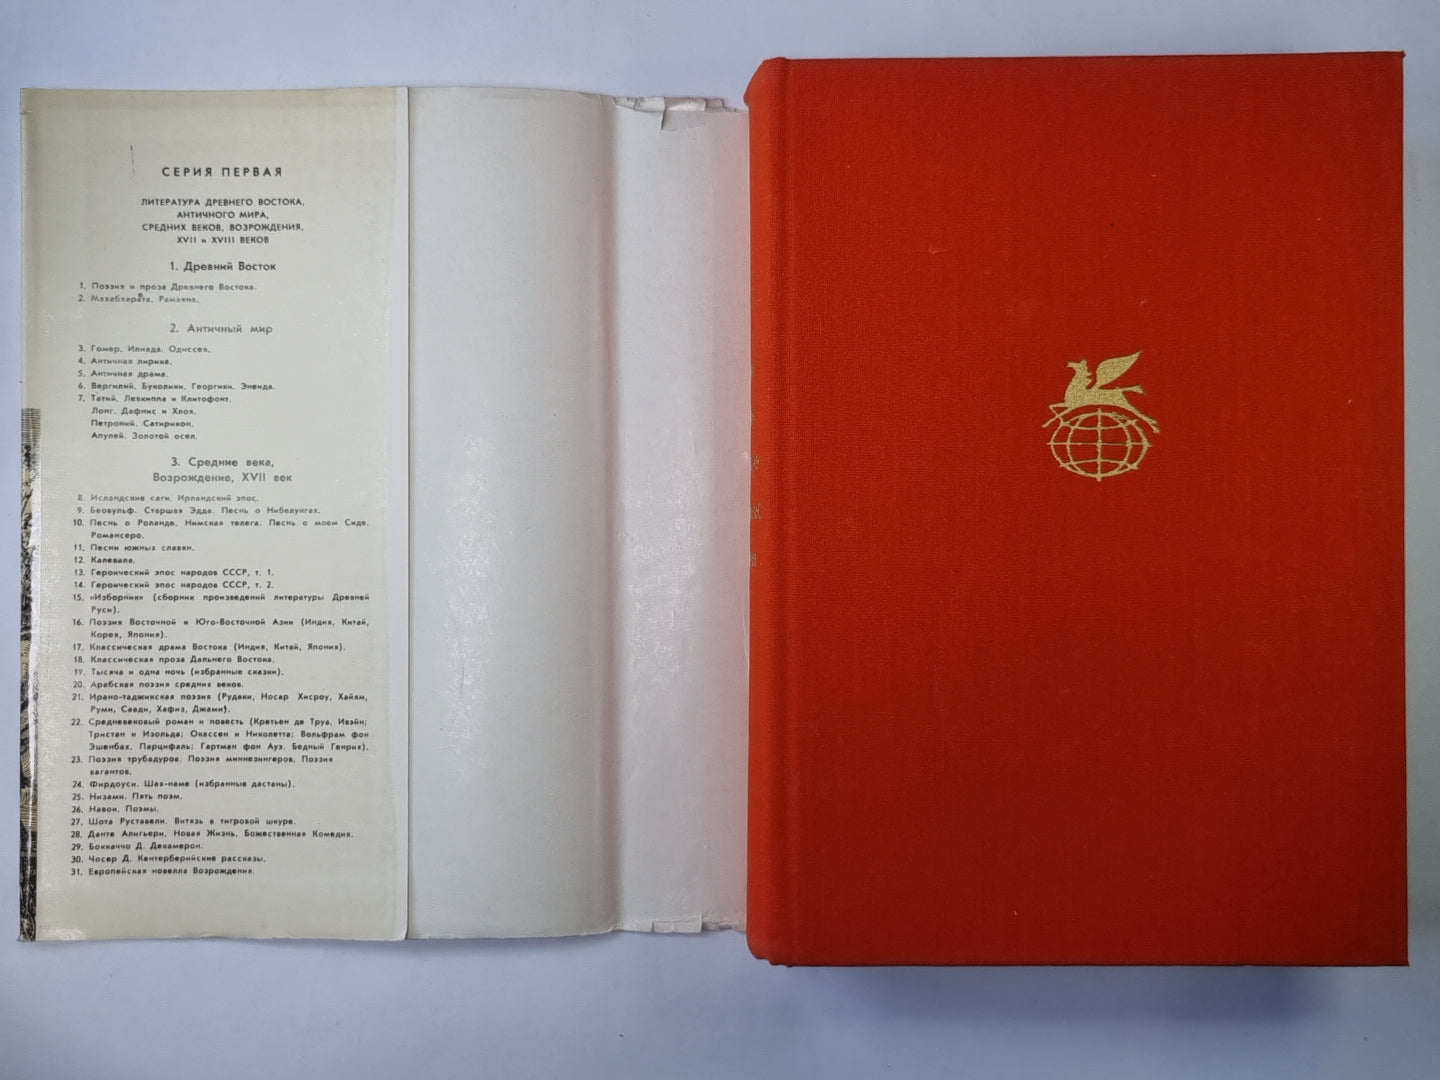 СЕРИЯ ПЕРВАЯ
ЛИТЕРАТУРА ДРЕВНЕГО ВОСТОКА,
АНТИЧНОГО МИРА,
СРЕДНИХ ВЕКОВ, ВОЗРОЖДЕНИЯ,
XVII и XVIII ВЕКОВ
1. Древний Восток
1. Поэзия и проза Древнего Востока.
2. Махабхарата. Рамаяна.
2. Античный мир
3. Гомер. Илиада. Одиссея.
4. Античная лирика.
5. Античная драма.
6. Вергилий. Буколики. Георгики. Энеида.
7. Татий. Левкиппа и Клитофонт.
Лонг. Дафнис и Хлоя.
Петроний. Сатирикон.
Апулей. Золотой осел.
3. Средние века,
Возрождение, XVII век
8. Исландские саги. Ирландский эпос.
9. Беовульф. Старшая Эдда. Песнь о Нибелунгах.
10. Песнь о Роланде. Нимская телега. Песнь о моем Сиде.
Романсеро.
11. Песни южных славян.
12. Калевала.
13. Героический эпос народов СССР, т. 1.
14. Героический эпос народов СССР, т. 2.
15. «Изборник» (сборник произведений литературы Древней
Руси).
16. Поэзия Восточной и Юго-Восточной Азии (Индия, Китай,
Корея, Япония).
17. Классическая драма Востока (Индия, Китай, Япония).
18. Классическая проза Дальнего Востока.
19. Тысяча и одна ночь (избранные сказки).
20. Арабская поэзия средних веков.
21. Ирано-таджикская поэзия (Рудаки, Носар Хисроу, Хайям,
Руми, Саади, Хафиз, Джами).
22. Средневековый роман и повесть (Кретьен де Труа. Ивэйн;
Тристан и Изольда; Окассен и Николетта; Вольфрам фон
Эшенбах. Парцифаль; Гартман фон Ауэ. Бедный Генрих).
23. Поэзия трубадуров. Поэзия миннезингеров. Поэзия
вагантов.
24. Фирдоуси. Шах-наме (избранные дастаны).
25. Низами. Пять поэм.
26. Навои. Поэмы.
27. Шота Руставели. Витязь в тигровой шкуре.
28. Данте Алигьери. Новая Жизнь. Божественная Комедия.
29. Боккаччо Д. Декамерон.
30. Чосер Д. Кентерберийские рассказы.
31. Европейская новелла Возрождения.